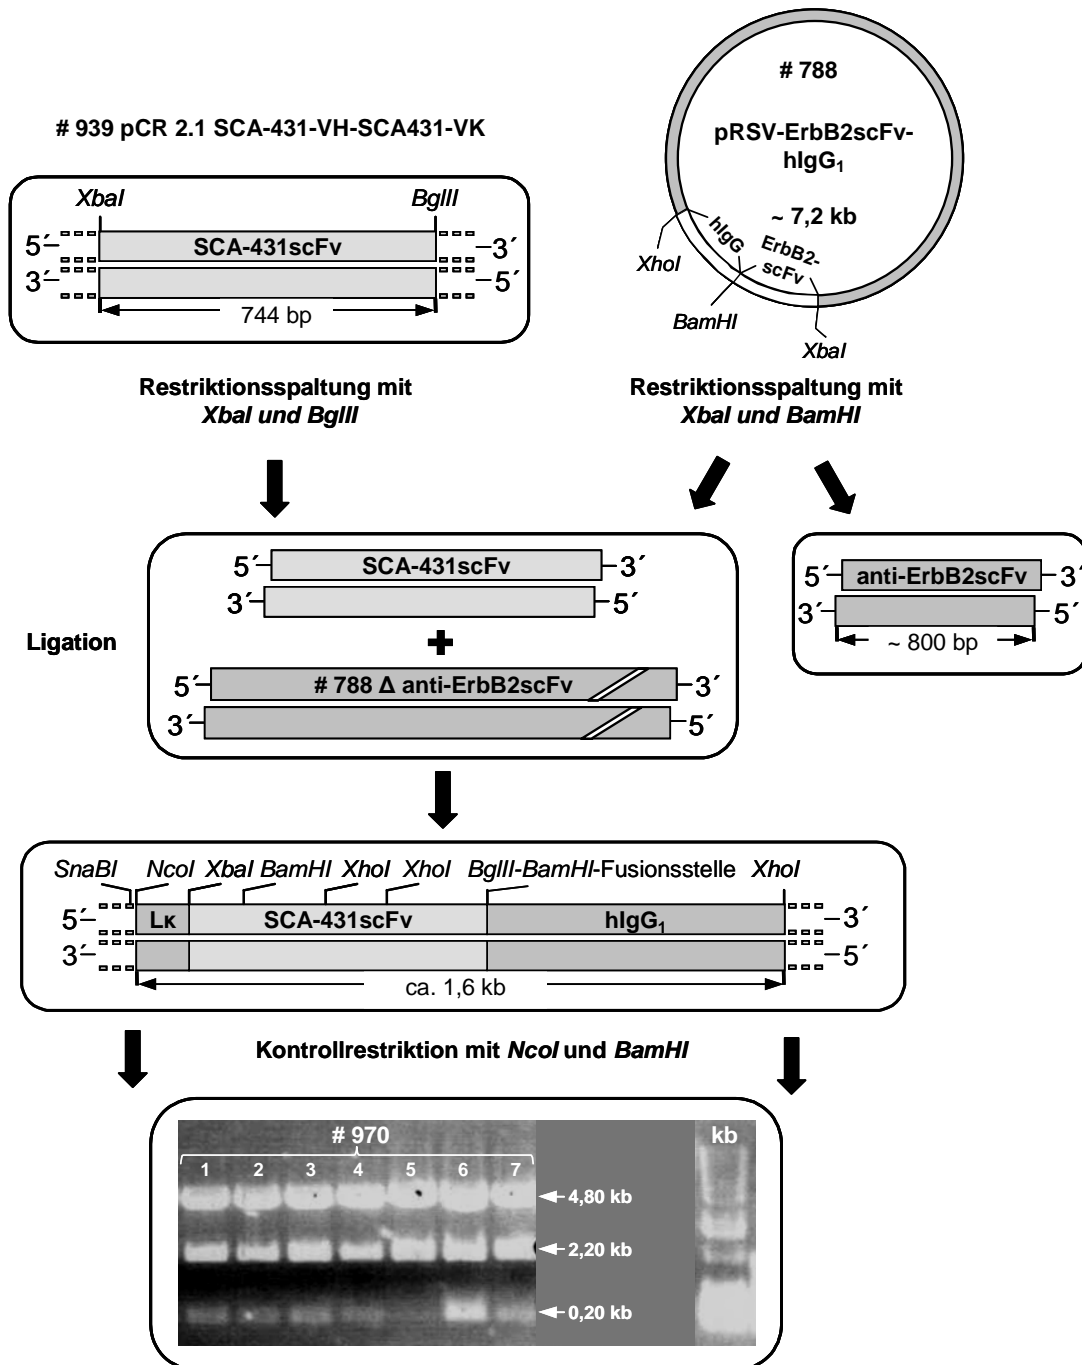 # 939 pCR 2.1 SCA-431-VH-SCA431-VK
XbaI
BglII
5´
SCA-431scFv
3´
3´
5´
744 bp
# 788
pRSV-ErbB2scFv-
hIgG₁
~ 7,2 kb
hIgG
ErbB2-
scFv
XhoI
BamHI
XbaI
Restriktionsspaltung mit
XbaI und BglII
Restriktionsspaltung mit
XbaI und BamHI
Ligation
5´
SCA-431scFv
3´
3´
5´
+
5´
# 788 Δ anti-ErbB2scFv
3´
3´
5´
5´
anti-ErbB2scFv
3´
3´
5´
~ 800 bp
SnaBI NcoI XbaI BamHI XhoI XhoI BglII-BamHI-Fusionsstelle XhoI
5´
Lκ
SCA-431scFv
hIgG₁
3´
3´
5´
ca. 1,6 kb
Kontrollrestriktion mit NcoI und BamHI
# 970
kb
1 2 3 4 5 6 7
4,80 kb
2,20 kb
0,20 kb